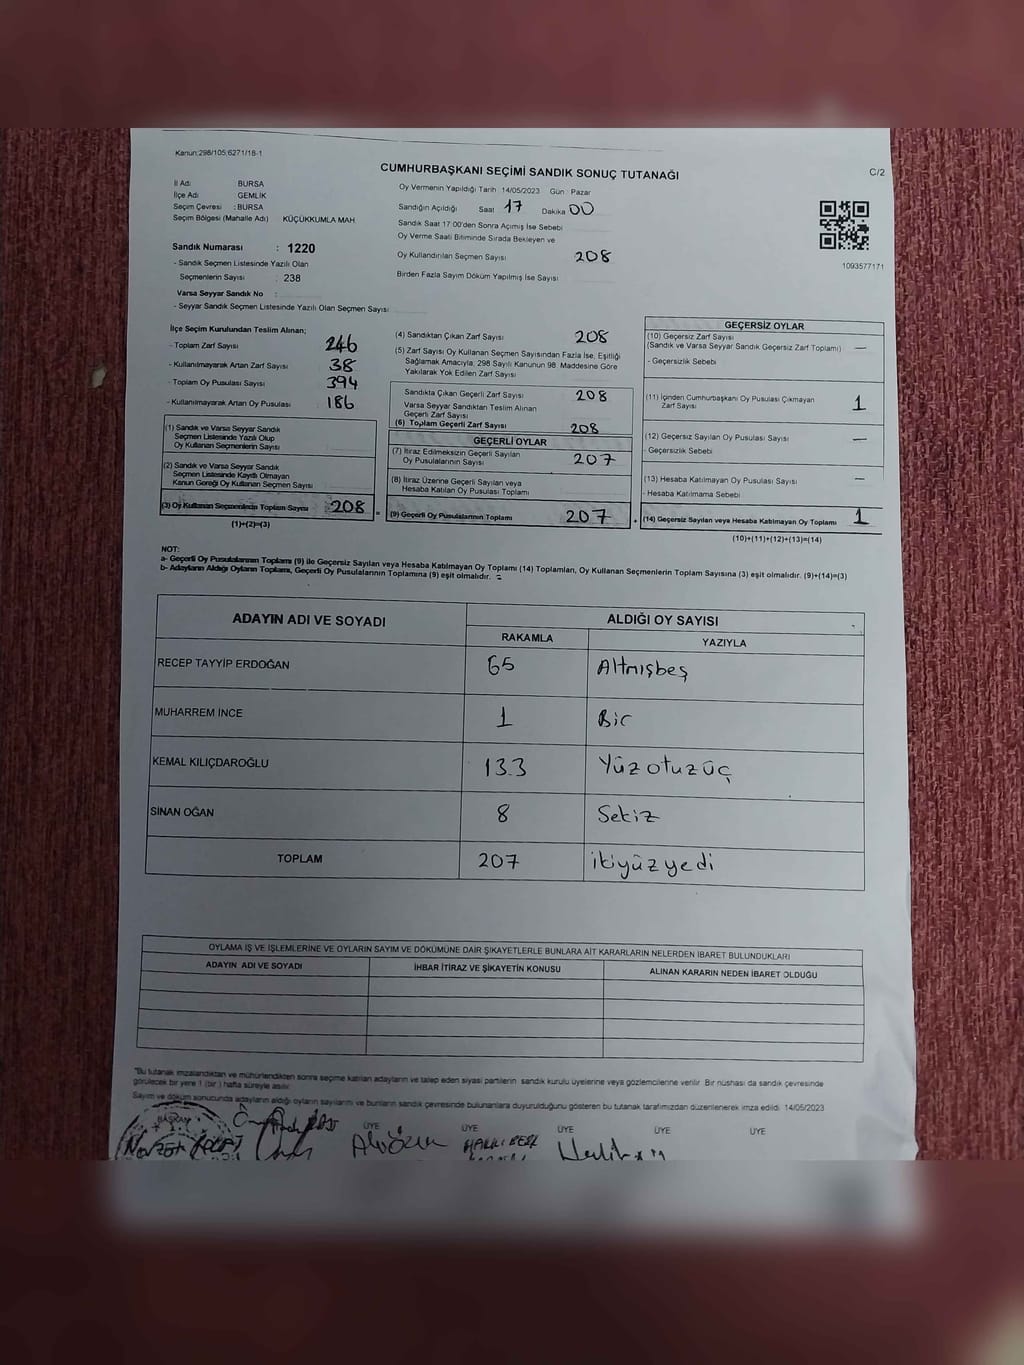 Kanun:298/105;6271/18-1
CUMHURBAŞKANI SEÇİMİ SANDIK SONUÇ TUTANAĞI
C/2
İl Adı BURSA
İlçe Adı GEMLİK
Seçim Çevresi : BURSA
Seçim Bölgesi (Mahalle Adı) KÜÇÜKKUMLA MAH.
Sandık Numarası : 1220
- Sandık Seçmen Listesinde Yazılı Olan
Seçmenlerin Sayısı : 238
Varsa Seyyar Sandık No :
- Seyyar Sandık Seçmen Listesinde Yazılı Olan Seçmen Sayısı
Oy Vermenin Yapıldığı Tarih 14/05/2023 Gün : Pazar
Sandığın Açıldığı Saat 17 Dakika 00
Sandık Saat 17:00'den Sonra Açılmış İse Sebebi
Oy Verme Saati Bitiminde Sırada Bekleyen ve
Oy Kullandırılan Seçmen Sayısı 208
Birden Fazla Sayım Döküm Yapılmış İse Sayısı
1093577171
İlçe Seçim Kurulundan Teslim Alınan;
- Toplam Zarf Sayısı 246
- Kullanılmayarak Artan Zarf Sayısı 38
- Toplam Oy Pusulası Sayısı 394
- Kullanılmayarak Artan Oy Pusulası 186
(1) Sandık ve Varsa Seyyar Sandık
Seçmen Listesinde Yazılı Olup
Oy Kullanan Seçmenlerin Sayısı
(2) Sandık ve Varsa Seyyar Sandık
Seçmen Listesinde Kayıtlı Olmayan
Kanun Gereği Oy Kullanan Seçmen Sayısı
(3) Oy Kullanan Seçmenlerin Toplam Sayısı 208
(1)+(2)=(3)
(4) Sandıktan Çıkan Zarf Sayısı 208
(5) Zarf Sayısı Oy Kullanan Seçmen Sayısından Fazla İse, Eşitliği
Sağlamak Amacıyla, 298 Sayılı Kanunun 98. Maddesine Göre
Yakılarak Yok Edilen Zarf Sayısı
Sandıkta Çıkan Geçerli Zarf Sayısı 208
Varsa Seyyar Sandıktan Teslim Alınan
Geçerli Zarf Sayısı
(6) Toplam Geçerli Zarf Sayısı 208
GEÇERLİ OYLAR
(7) İtiraz Edilmeksizin Geçerli Sayılan
Oy Pusulalarının Sayısı 207
(8) İtiraz Üzerine Geçerli Sayılan veya
Hesaba Katılan Oy Pusulası Toplamı
(9) Geçerli Oy Pusulalarının Toplamı 207
GEÇERSİZ OYLAR
(10) Geçersiz Zarf Sayısı
(Sandık ve Varsa Seyyar Sandık Geçersiz Zarf Toplamı) —
- Geçersizlik Sebebi
(11) İçinden Cumhurbaşkanı Oy Pusulası Çıkmayan
Zarf Sayısı 1
(12) Geçersiz Sayılan Oy Pusulası Sayısı —
- Geçersizlik Sebebi
(13) Hesaba Katılmayan Oy Pusulası Sayısı —
- Hesaba Katılmama Sebebi
(14) Geçersiz Sayılan veya Hesaba Katılmayan Oy Toplamı 1
(10)+(11)+(12)+(13)=(14)
NOT:
a- Geçerli Oy Pusulalarının Toplamı (9) ile Geçersiz Sayılan veya Hesaba Katılmayan Oy Toplamı (14) Toplamları, Oy Kullanan Seçmenlerin Toplam Sayısına (3) eşit olmalıdır. (9)+(14)=(3)
b- Adayların Aldığı Oyların Toplamı, Geçerli Oy Pusulalarının Toplamına (9) eşit olmalıdır.
ADAYIN ADI VE SOYADI ALDIĞI OY SAYISI
RAKAMLA YAZIYLA
RECEP TAYYİP ERDOĞAN 65 Altmışbeş
MUHARREM İNCE 1 Bir
KEMAL KILIÇDAROĞLU 133 Yüzotuzüç
SİNAN OĞAN 8 Sekiz
TOPLAM 207 ikiyüzyedi
OYLAMA İŞ VE İŞLEMLERİNE VE OYLARIN SAYIM VE DÖKÜMÜNE DAİR ŞİKAYETLERLE BUNLARA AİT KARARLARIN NELERDEN İBARET BULUNDUKLARI
ADAYIN ADI VE SOYADI İHBAR İTİRAZ VE ŞİKAYETİN KONUSU ALINAN KARARIN NEDEN İBARET OLDUĞU
"Bu tutanak imzalandıktan ve mühürlendikten sonra seçime katılan adayların ve talep eden siyasi partilerin sandık kurulu üyelerine veya gözlemcilerine verilir. Bir nüshası da sandık çevresinde
görülecek bir yere 1 (bir) hafta süreyle asılır.
Sayım ve döküm sonucunda adayların aldığı oyların sayılarını ve bunların sandık çevresinde bulunanlara duyurulduğunu gösteren bu tutanak tarafımızdan düzenlenerek imza edildi. 14/05/2023
BAŞKAN ÜYE ÜYE ÜYE ÜYE ÜYE